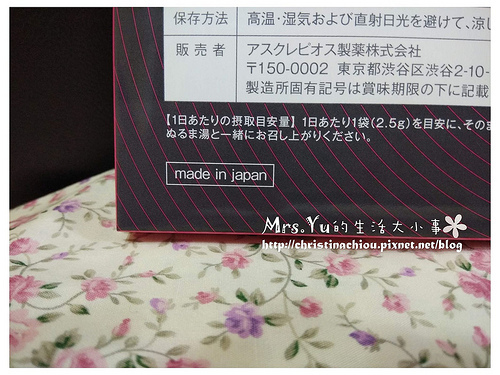 保存方法 高温・湿気および直射日光を避けて、涼し
販売者 アスクレピオス製薬株式会社
〒150-0002 東京都渋谷区渋谷2-10-
製造所固有記号は賞味期限の下に記載
【1日あたりの摂取目安量】1日あたり1袋(2.5g)を目安に、そのま
ぬるま湯と一緒にお召し上がりください。
made in japan
Mrs.Yu的生活大小事
http://christinachiou.pixnet.net/blog